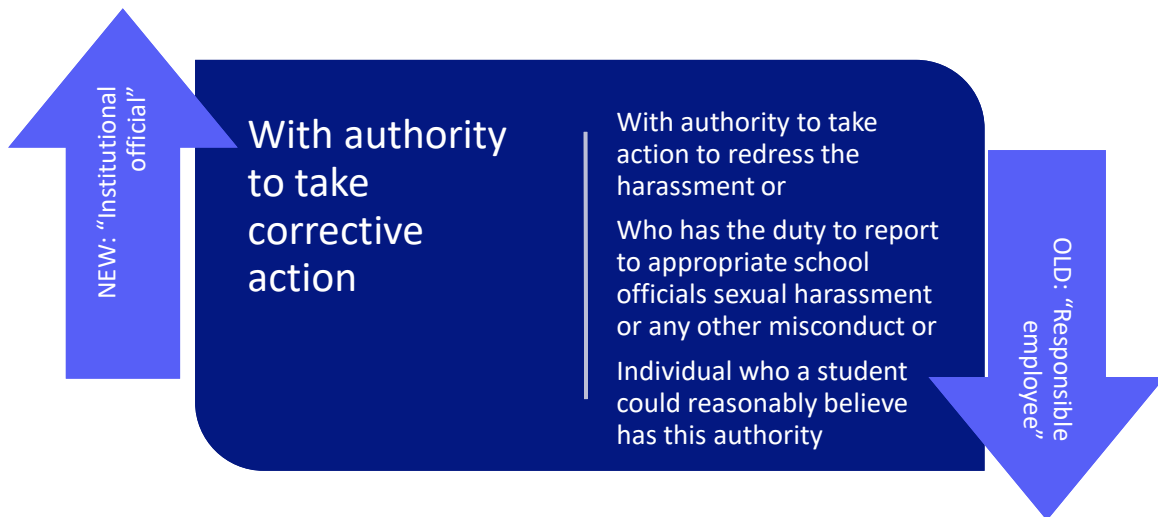 NEW: “Institutional
official”
With authority
to take
corrective
action
With authority to take
action to redress the
harassment or
Who has the duty to report
to appropriate school
officials sexual harassment
or any other misconduct or
Individual who a student
could reasonably believe
has this authority
OLD: “Responsible
employee”